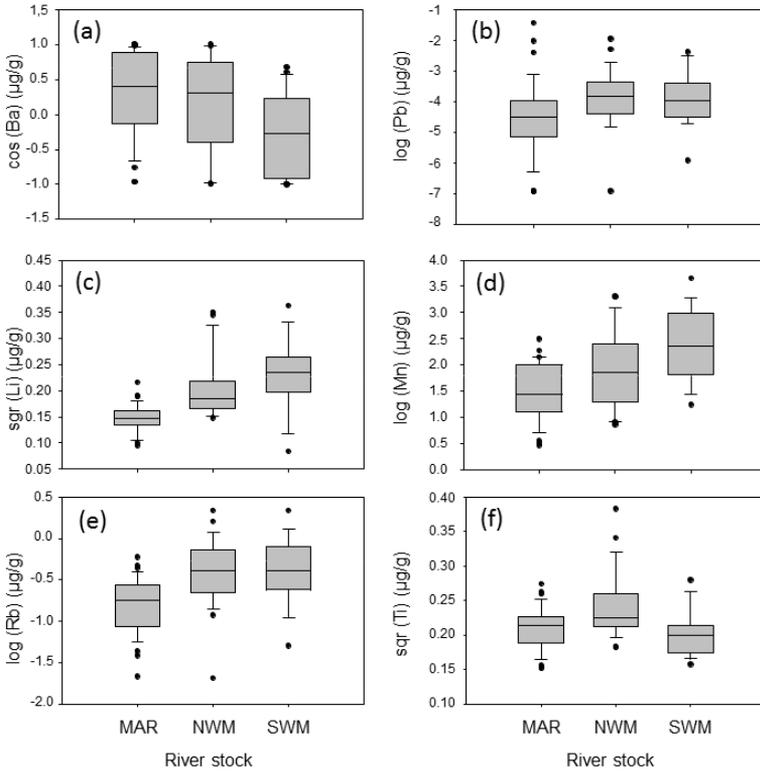 (a)
cos (Ba) (µg/g)
1.5
1.0
0.5
0.0
-0.5
-1.0
-1.5
(b)
log (Pb) (µg/g)
-1
-2
-3
-4
-5
-6
-7
-8
(c)
sgr (Li) (µg/g)
0.45
0.40
0.35
0.30
0.25
0.20
0.15
0.10
0.05
(d)
log (Mn) (µg/g)
4.0
3.5
3.0
2.5
2.0
1.5
1.0
0.5
0.0
(e)
log (Rb) (µg/g)
0.5
0.0
-0.5
-1.0
-1.5
-2.0
MAR NWM SWM
River stock
(f)
sqr (Ti) (µg/g)
0.40
0.35
0.30
0.25
0.20
0.15
0.10
MAR NWM SWM
River stock